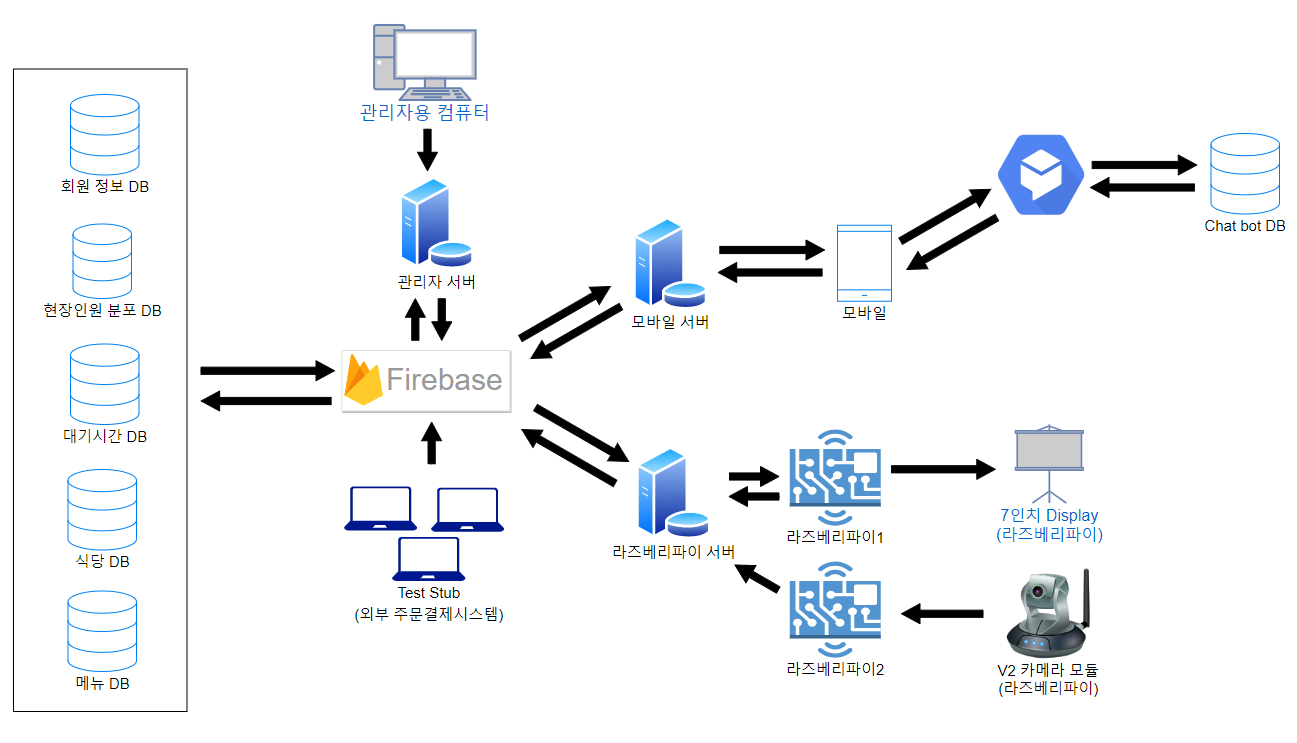 관리자용 컴퓨터
회원 정보 DB
현장인원 분포 DB
대기시간 DB
식당 DB
메뉴 DB
관리자 서버
Firebase
Test Stub
(외부 주문결제시스템)
모바일 서버
모바일
Chat bot DB
라즈베리파이 서버
라즈베리파이1
7인치 Display
(라즈베리파이)
라즈베리파이2
V2 카메라 모듈
(라즈베리파이)